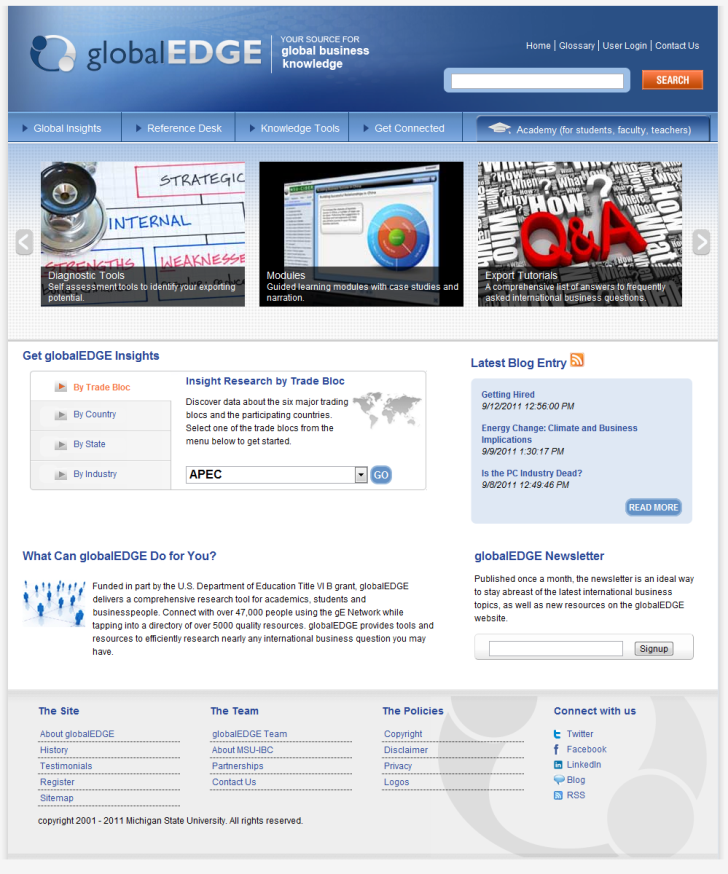 globalEDGE
YOUR SOURCE FOR
global business
knowledge
Home | Glossary | User Login | Contact Us
SEARCH
Global Insights
Reference Desk
Knowledge Tools
Get Connected
Academy (for students, faculty, teachers)
STRATEGIC
INTERNAL
STRENGTHS
WEAKNESSE
Diagnostic Tools
Self assessment tools to identify your exporting
potential.
Modules
Guided learning modules with case studies and
narration.
Q&A
Export Tutorials
A comprehensive list of answers to frequently
asked international business questions.
Get globalEDGE Insights
By Trade Bloc
By Country
By State
By Industry
Insight Research by Trade Bloc
Discover data about the six major trading
blocs and the participating countries.
Select one of the trade blocs from the
menu below to get started.
APEC
GO
Latest Blog Entry
Getting Hired
9/12/2011 12:56:00 PM
Energy Change: Climate and Business
Implications
9/9/2011 1:30:17 PM
Is the PC Industry Dead?
9/8/2011 12:49:46 PM
READ MORE
What Can globalEDGE Do for You?
Funded in part by the U.S. Department of Education Title VI B grant, globalEDGE
delivers a comprehensive research tool for academics, students and
businesspeople. Connect with over 47,000 people using the gE Network while
tapping into a directory of over 5000 quality resources. globalEDGE provides tools and
resources to efficiently research nearly any international business question you may
have.
globalEDGE Newsletter
Published once a month, the newsletter is an ideal way
to stay abreast of the latest international business
topics, as well as new resources on the globalEDGE
website.
Signup
The Site
About globalEDGE
History
Testimonials
Register
Sitemap
The Team
globalEDGE Team
About MSU-IBC
Partnerships
Contact Us
The Policies
Copyright
Disclaimer
Privacy
Logos
Connect with us
Twitter
Facebook
LinkedIn
Blog
RSS
copyright 2001 - 2011 Michigan State University. All rights reserved.